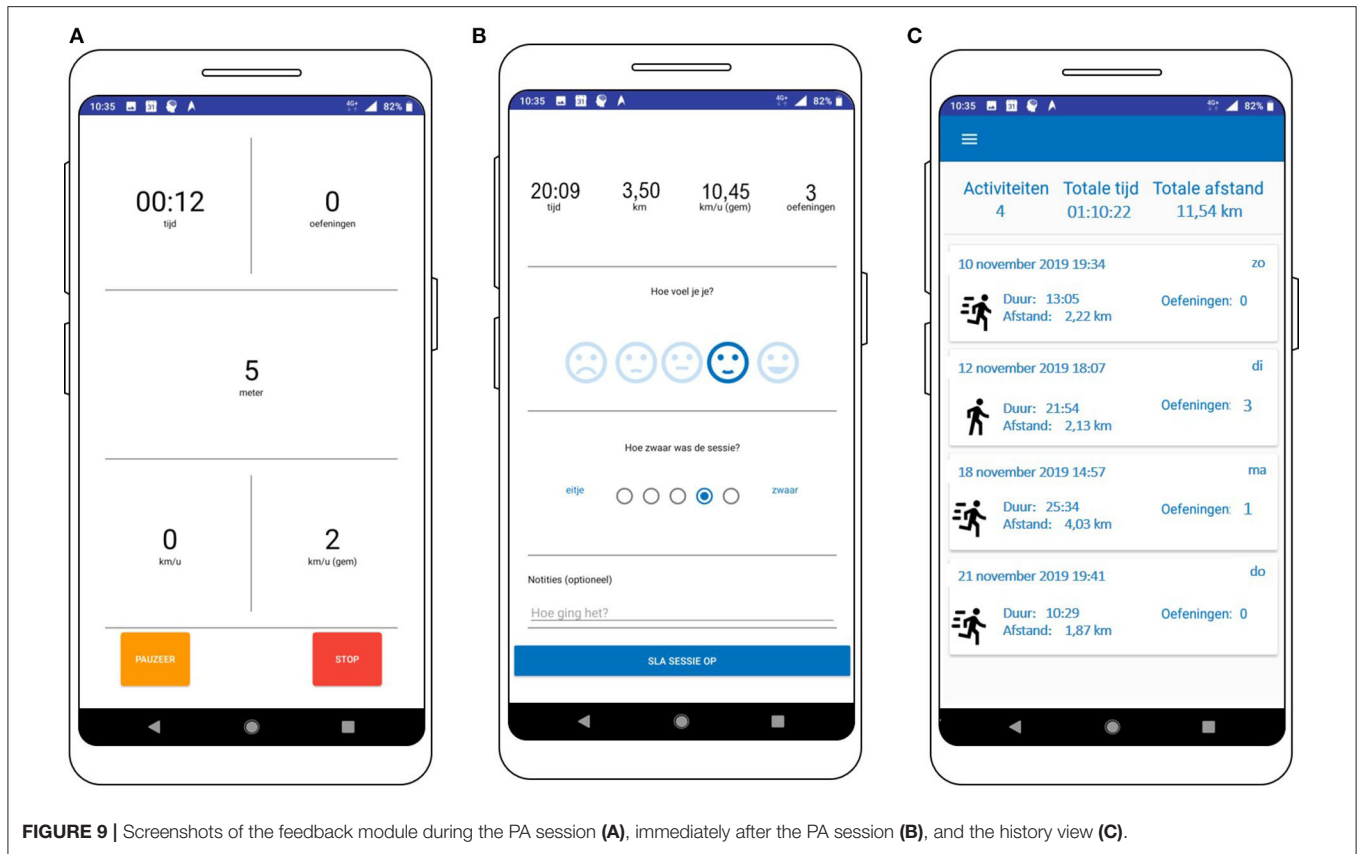 A
10:35 31 4G+ 82%
00:12
tijd
0
oefeningen
5
meter
0
km/u
2
km/u (gem)
PAUZEER
STOP
B
10:35 31 4G+ 82%
20:09 3,50 10,45 3
tijd km km/u (gem) oefeningen
Hoe voel je je?
Hoe zwaar was de sessie?
eitje zwaar
Notities (optioneel)
Hoe ging het?
SLA SESSIE OP
C
10:35 31 4G+ 82%
Activiteiten Totale tijd Totale afstand
4 01:10:22 11,54 km
10 november 2019 19:34 zo
Duur: 13:05 Oefeningen: 0
Afstand: 2,22 km
12 november 2019 18:07 di
Duur: 21:54 Oefeningen: 3
Afstand: 2,13 km
18 november 2019 14:57 ma
Duur: 25:34 Oefeningen: 1
Afstand: 4,03 km
21 november 2019 19:41 do
Duur: 10:29 Oefeningen: 0
Afstand: 1,87 km
FIGURE 9 | Screenshots of the feedback module during the PA session (A), immediately after the PA session (B), and the history view (C).